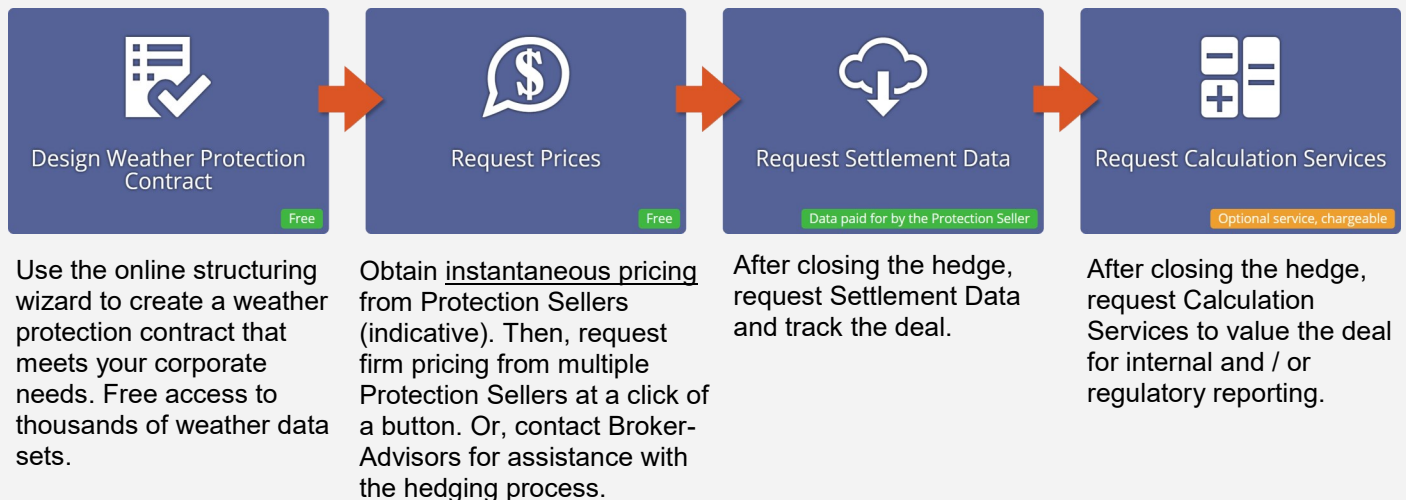 Design Weather Protection
Contract
Free
Use the online structuring
wizard to create a weather
protection contract that
meets your corporate
needs. Free access to
thousands of weather data
sets.
$
Request Prices
Free
Obtain instantaneous pricing
from Protection Sellers
(indicative). Then, request
firm pricing from multiple
Protection Sellers at a click of
a button. Or, contact Broker-
Advisors for assistance with
the hedging process.
Request Settlement Data
Data paid for by the Protection Seller
After closing the hedge,
request Settlement Data
and track the deal.
Request Calculation Services
Optional service, chargeable
After closing the hedge,
request Calculation
Services to value the deal
for internal and / or
regulatory reporting.